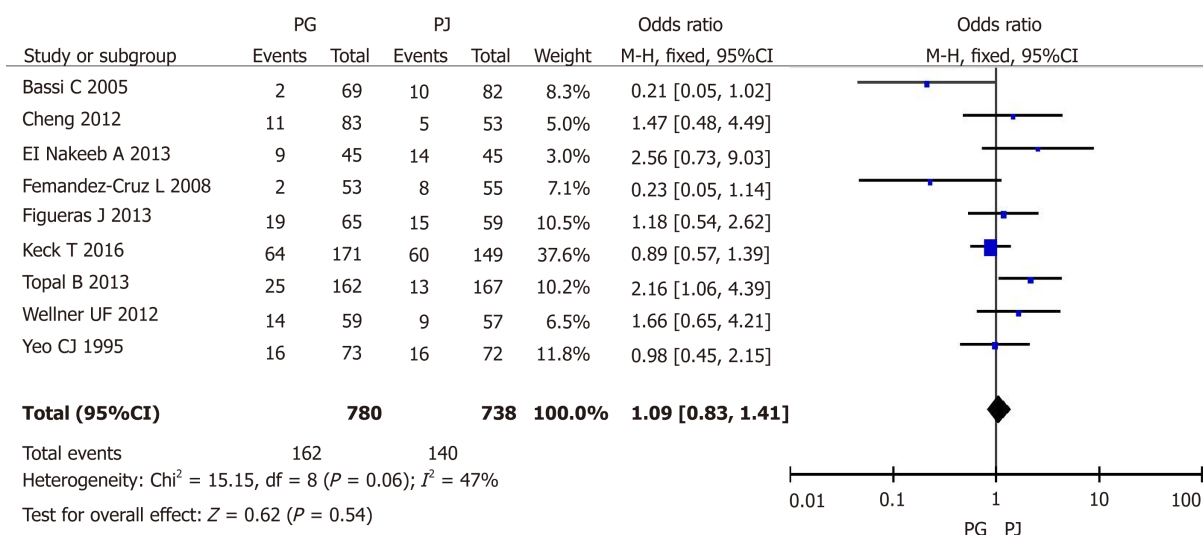 PG PJ Odds ratio Odds ratio
Study or subgroup Events Total Events Total Weight M-H, fixed, 95%CI M-H, fixed, 95%CI
Bassi C 2005 2 69 10 82 8.3% 0.21 [0.05, 1.02]
Cheng 2012 11 83 5 53 5.0% 1.47 [0.48, 4.49]
EI Nakeeb A 2013 9 45 14 45 3.0% 2.56 [0.73, 9.03]
Femandez-Cruz L 2008 2 53 8 55 7.1% 0.23 [0.05, 1.14]
Figueras J 2013 19 65 15 59 10.5% 1.18 [0.54, 2.62]
Keck T 2016 64 171 60 149 37.6% 0.89 [0.57, 1.39]
Topal B 2013 25 162 13 167 10.2% 2.16 [1.06, 4.39]
Wellner UF 2012 14 59 9 57 6.5% 1.66 [0.65, 4.21]
Yeo CJ 1995 16 73 16 72 11.8% 0.98 [0.45, 2.15]
Total (95%CI) 780 738 100.0% 1.09 [0.83, 1.41]
Total events 162 140
Heterogeneity: Chi² = 15.15, df = 8 (P = 0.06); I² = 47%
Test for overall effect: Z = 0.62 (P = 0.54)
0.01 0.1 1 10 100
PG PJ